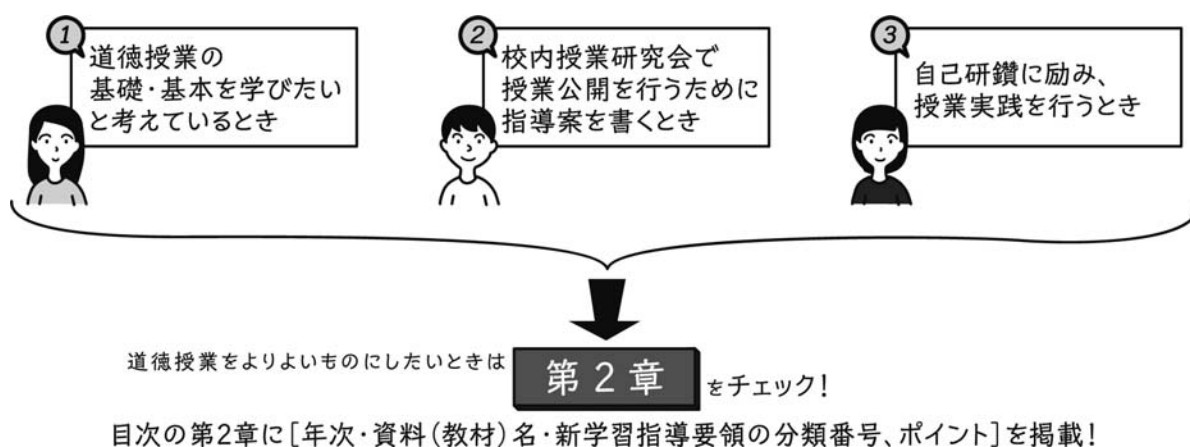 1
道徳授業の
基礎・基本を学びたい
と考えているとき
2
校内授業研究会で
授業公開を行うために
指導案を書くとき
3
自己研鑽に励み、
授業実践を行うとき
道徳授業をよりよいものにしたいときは 第2章 をチェック!
目次の第2章に[年次・資料(教材)名・新学習指導要領の分類番号、ポイント]を掲載!